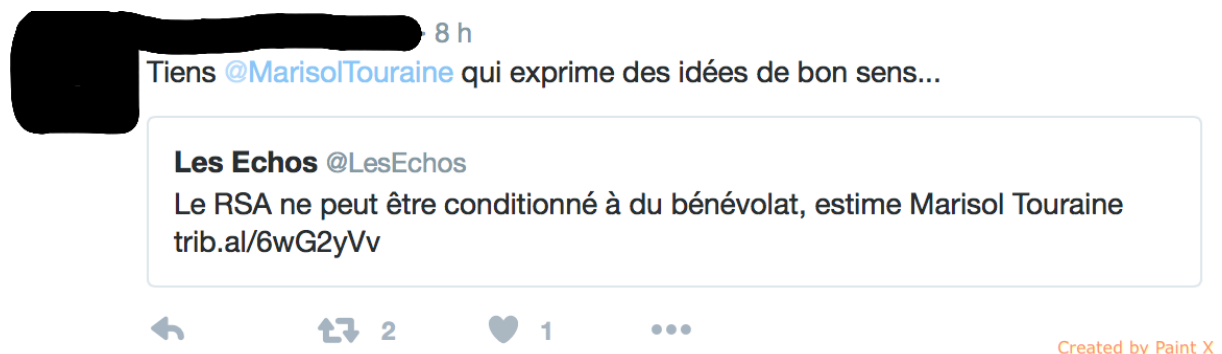 8 h
Tiens @MarisolTouraine qui exprime des idées de bon sens...
Les Echos @LesEchos
Le RSA ne peut être conditionné à du bénévolat, estime Marisol Touraine
trib.al/6wG2yVv
2 1
Created by Paint X